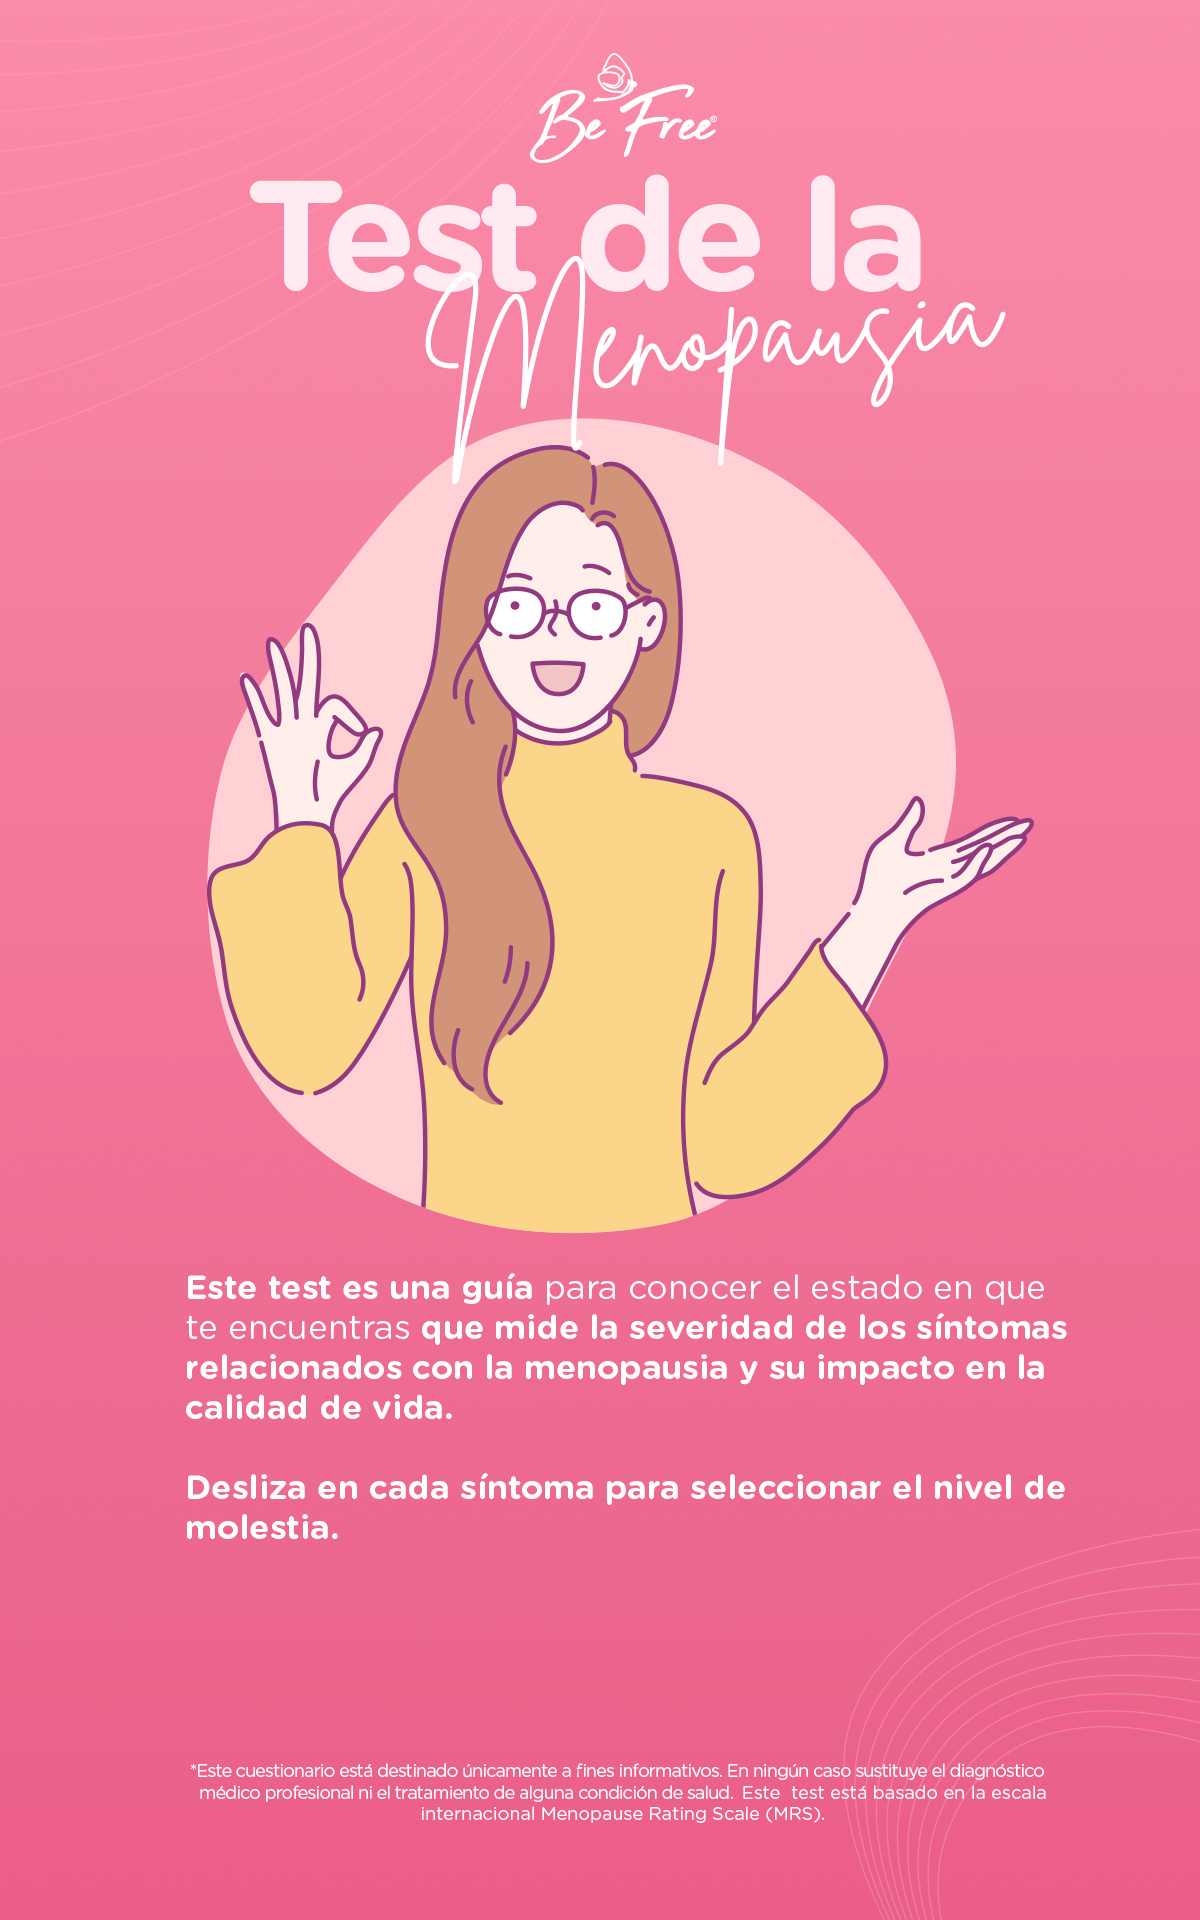 Be Free®
Test de la
Menopausia
Este test es una guía para conocer el estado en que
te encuentras que mide la severidad de los síntomas
relacionados con la menopausia y su impacto en la
calidad de vida.
Desliza en cada síntoma para seleccionar el nivel de
molestia.
*Este cuestionario está destinado únicamente a fines informativos. En ningún caso sustituye el diagnóstico
médico profesional ni el tratamiento de alguna condición de salud. Este test está basado en la escala
internacional Menopause Rating Scale (MRS).